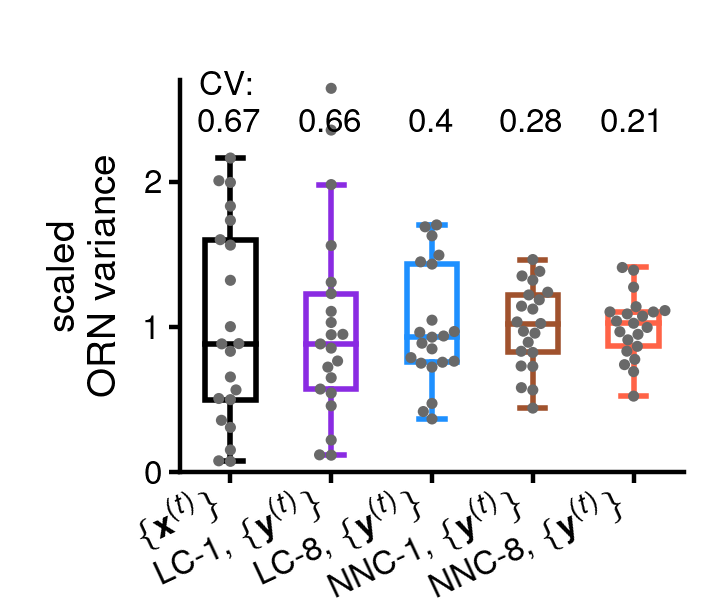 CV:
0.67 0.66 0.4 0.28 0.21
scaled
ORN variance
2
1
0
{x^(t)}
LC-1, {y^(t)}
LC-8, {y^(t)}
NNC-1, {y^(t)}
NNC-8, {y^(t)}